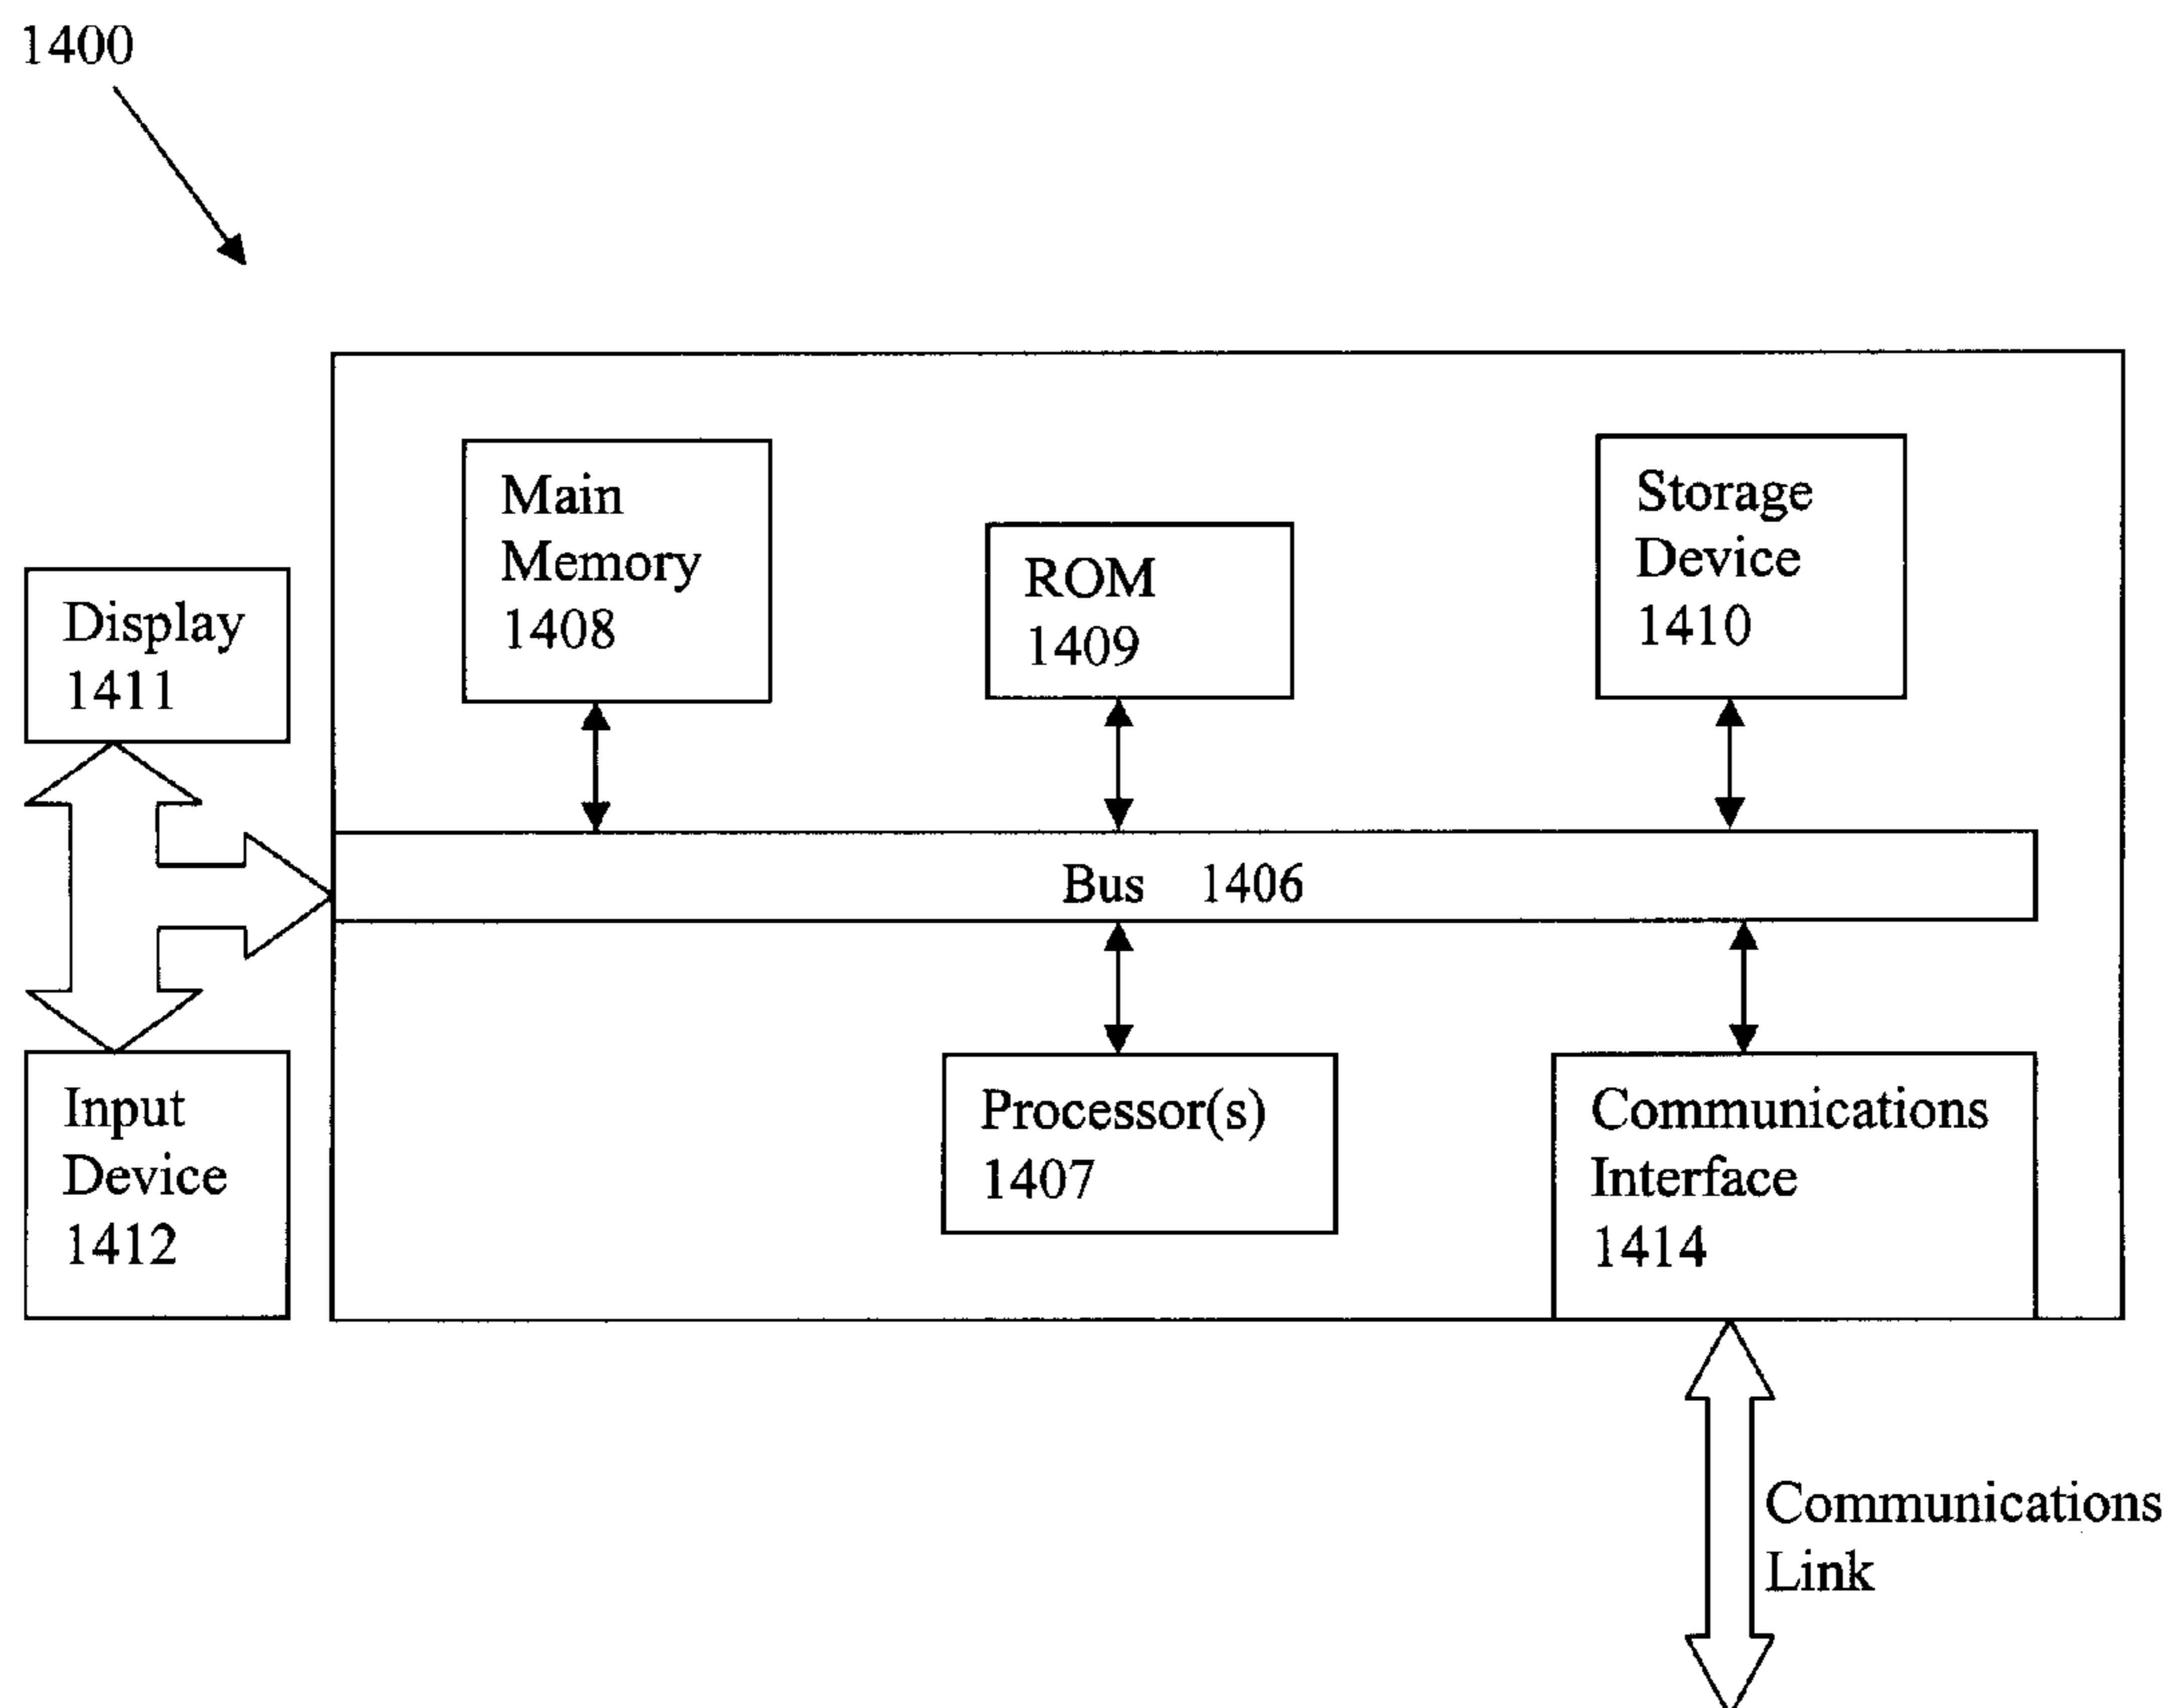 1400
Main
Memory
1408
ROM
1409
Storage
Device
1410
Display
1411
Bus 1406
Input
Device
1412
Processor(s)
1407
Communications
Interface
1414
Communications
Link